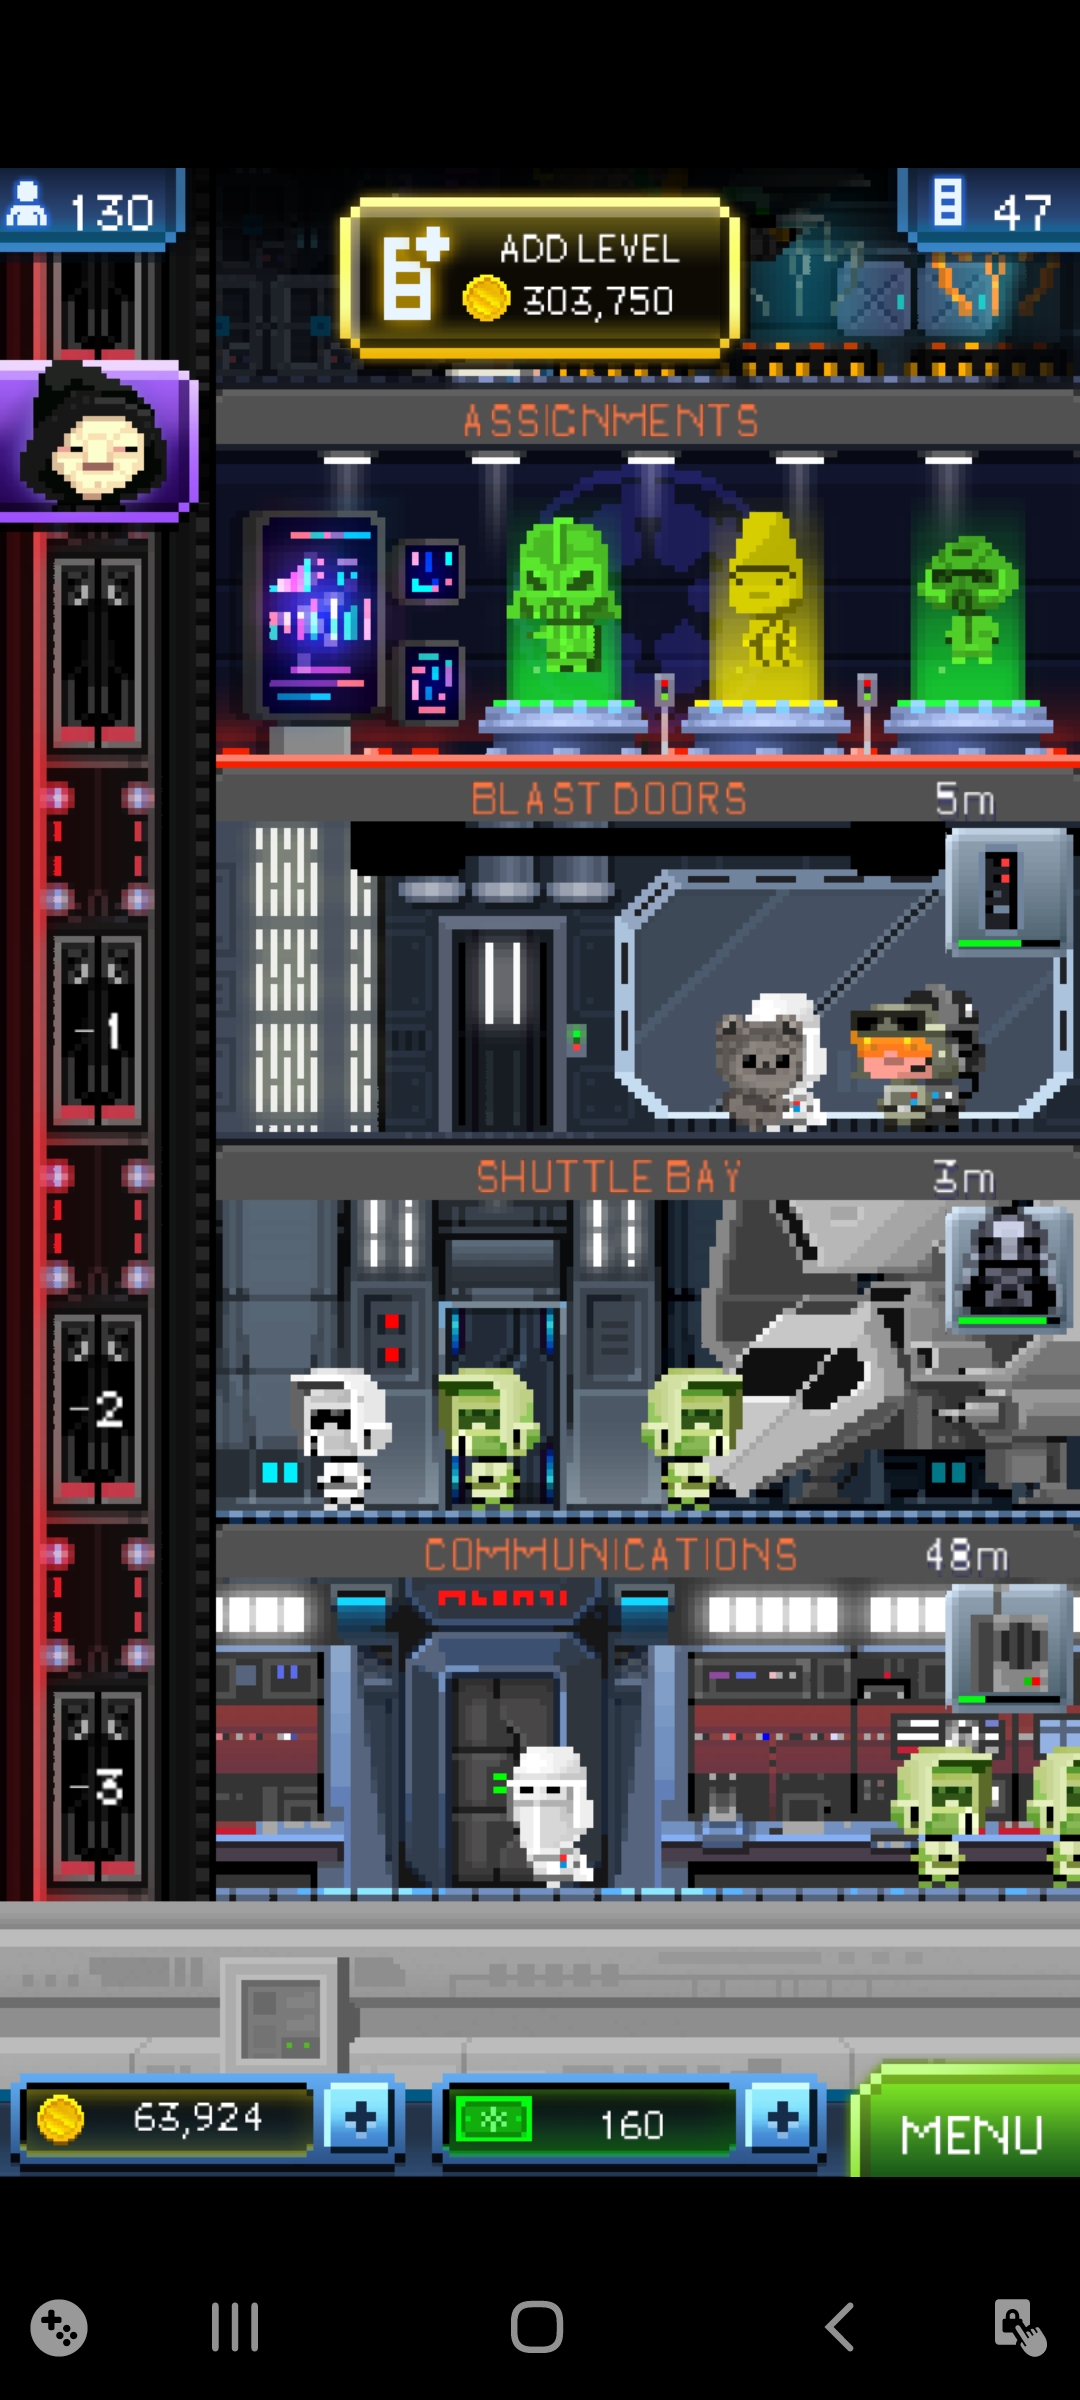 130
ADD LEVEL
303,750
47
ASSIGNMENTS
BLAST DOORS 5m
-1
SHUTTLE BAY 3m
-2
COMMUNICATIONS 48m
-3
63,924 +
160 +
MENU